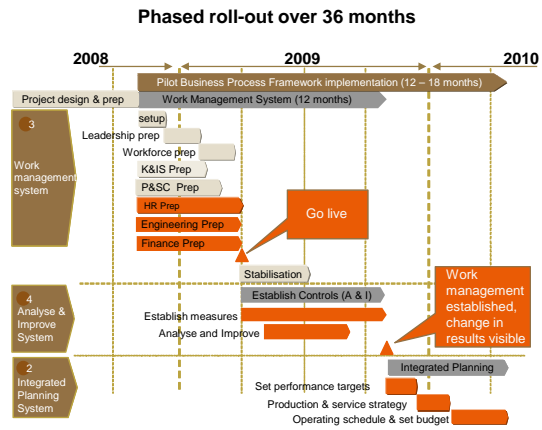 Phased roll-out over 36 months
2008
2009
2010
Pilot Business Process Framework implementation (12 – 18 months)
Project design & prep
Work Management System (12 months)
3
Work
management
system
setup
Leadership prep
Workforce prep
K&IS Prep
P&SC Prep
HR Prep
Engineering Prep
Finance Prep
Go live
Stabilisation
4
Analyse &
Improve
System
Establish Controls (A & I)
Establish measures
Analyse and Improve
Work
management
established,
change in
results visible
2
Integrated
Planning
System
Integrated Planning
Set performance targets
Production & service strategy
Operating schedule & set budget